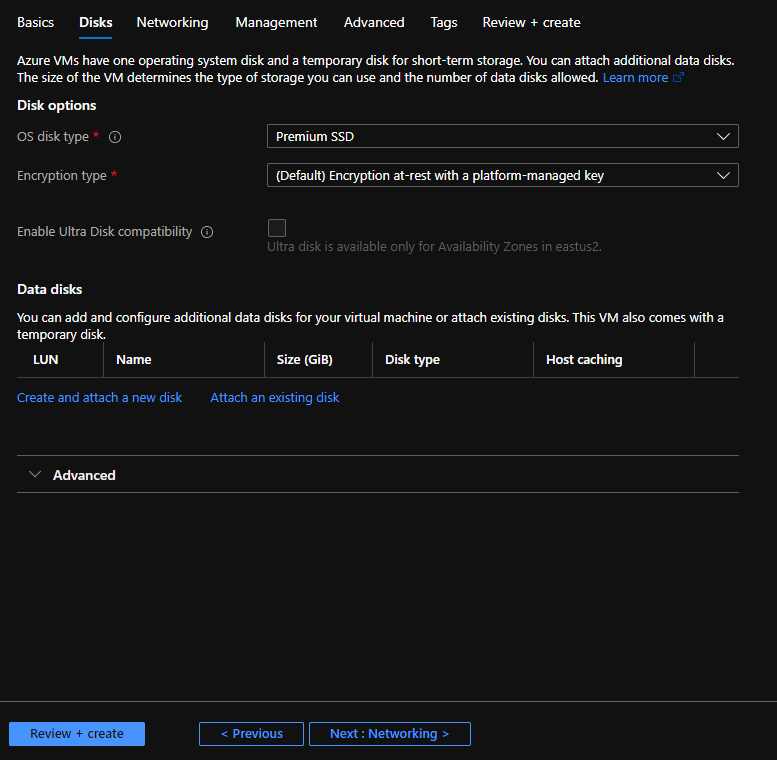 Basics Disks Networking Management Advanced Tags Review + create
Azure VMs have one operating system disk and a temporary disk for short-term storage. You can attach additional data disks.
The size of the VM determines the type of storage you can use and the number of data disks allowed. Learn more
Disk options
OS disk type * Premium SSD
Encryption type * (Default) Encryption at-rest with a platform-managed key
Enable Ultra Disk compatibility
Ultra disk is available only for Availability Zones in eastus2.
Data disks
You can add and configure additional data disks for your virtual machine or attach existing disks. This VM also comes with a
temporary disk.
LUN Name Size (GiB) Disk type Host caching
Create and attach a new disk Attach an existing disk
Advanced
Review + create < Previous Next : Networking >